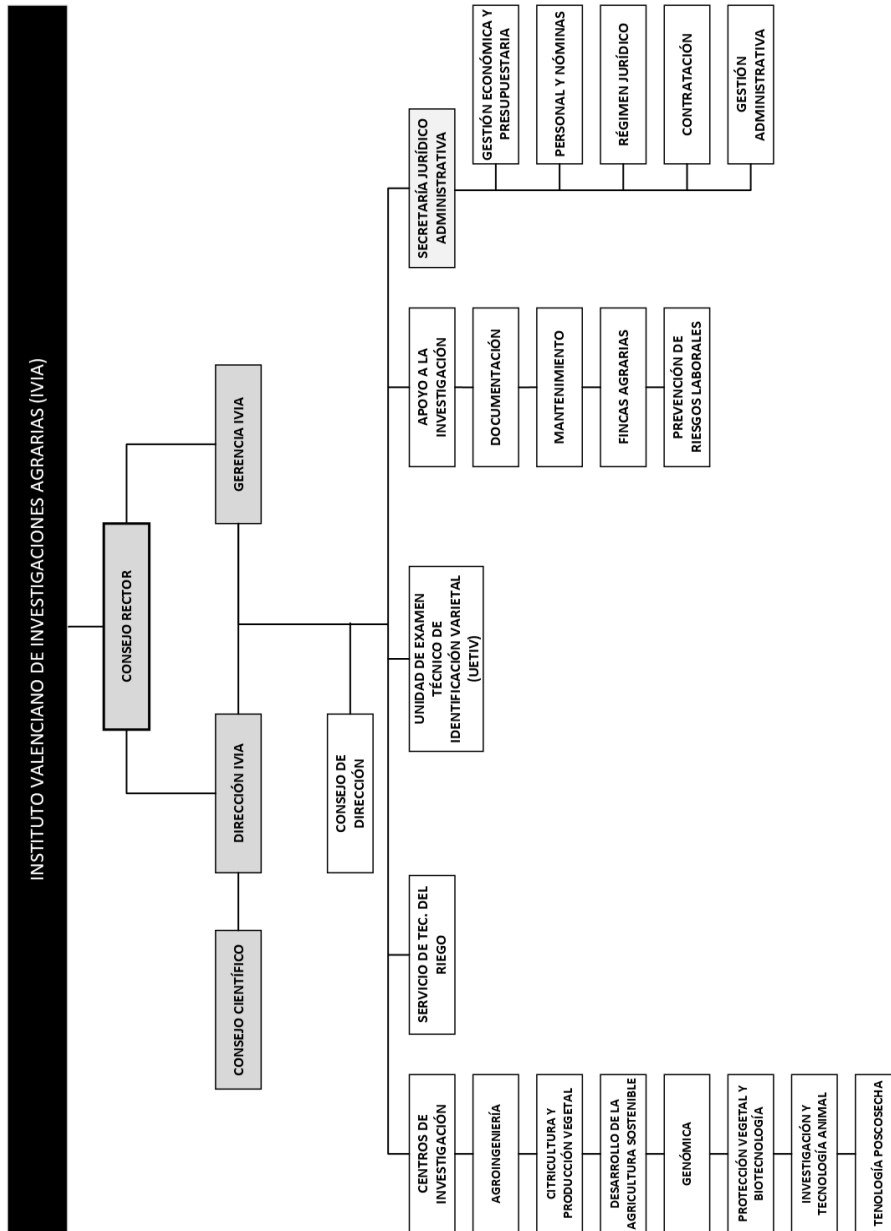 INSTITUTO VALENCIANO DE INVESTIGACIONES AGRARIAS (IVIA)
CONSEJO RECTOR
CONSEJO CIENTÍFICO
DIRECCIÓN IVIA
GERENCIA IVIA
CONSEJO DE
DIRECCIÓN
CENTROS DE
INVESTIGACIÓN
AGROINGENIERÍA
CITRICULTURA Y
PRODUCCIÓN VEGETAL
DESARROLLO DE LA
AGRICULTURA SOSTENIBLE
GENÓMICA
PROTECCIÓN VEGETAL Y
BIOTECNOLOGÍA
INVESTIGACIÓN Y
TECNOLOGÍA ANIMAL
TENOLOGÍA POSCOSECHA
SERVICIO DE TEC. DEL
RIEGO
UNIDAD DE EXAMEN
TÉCNICO DE
IDENTIFICACIÓN VARIETAL
(UETIV)
APOYO A LA
INVESTIGACIÓN
DOCUMENTACIÓN
MANTENIMIENTO
FINCAS AGRARIAS
PREVENCIÓN DE
RIESGOS LABORALES
SECRETARÍA JURÍDICO
ADMINISTRATIVA
GESTIÓN ECONÓMICA Y
PRESUPUESTARIA
PERSONAL Y NÓMINAS
RÉGIMEN JURÍDICO
CONTRATACIÓN
GESTIÓN
ADMINISTRATIVA